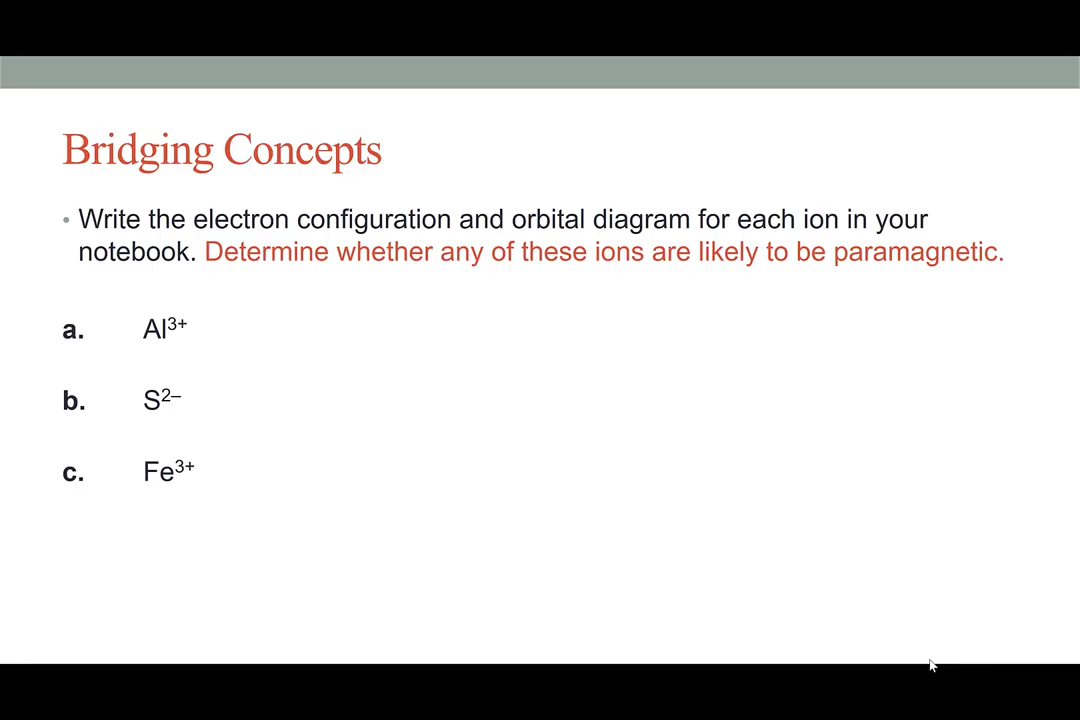 Bridging Concepts
• Write the electron configuration and orbital diagram for each ion in your
notebook. Determine whether any of these ions are likely to be paramagnetic.
a. Al³⁺
b. S²⁻
c. Fe³⁺